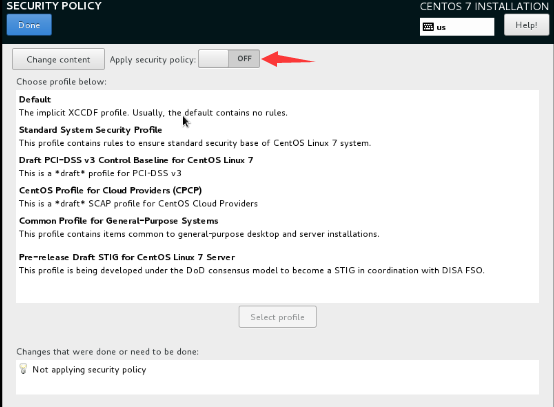 SECURITY POLICY
CENTOS 7 INSTALLATION
Done
us
Help!
Change content
Apply security policy:
OFF
Choose profile below:
Default
The implicit XCCDF profile. Usually, the default contains no rules.
Standard System Security Profile
This profile contains rules to ensure standard security base of CentOS Linux 7 system.
Draft PCI-DSS v3 Control Baseline for CentOS Linux 7
This is a *draft* profile for PCI-DSS v3
CentOS Profile for Cloud Providers (CPCP)
This is a *draft* SCAP profile for CentOS Cloud Providers
Common Profile for General-Purpose Systems
This profile contains items common to general-purpose desktop and server installations.
Pre-release Draft STIG for CentOS Linux 7 Server
This profile is being developed under the DoD consensus model to become a STIG in coordination with DISA FSO.
Select profile
Changes that were done or need to be done:
Not applying security policy